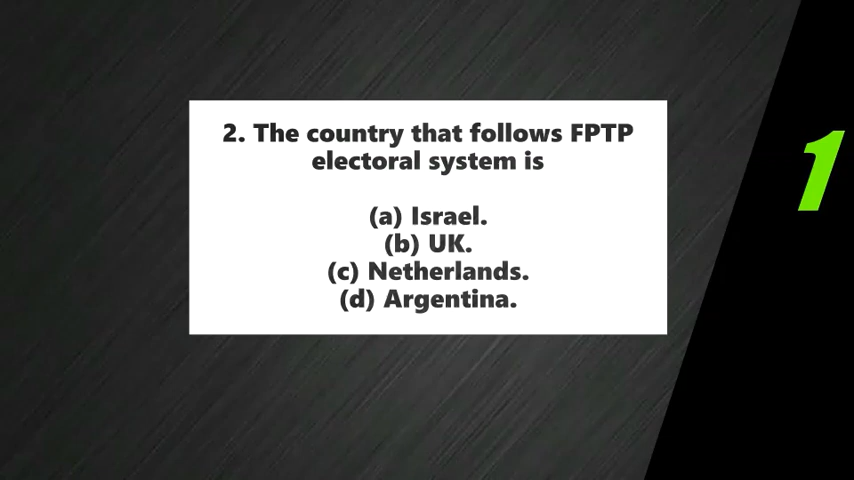 2. The country that follows FPTP
electoral system is
(a) Israel.
(b) UK.
(c) Netherlands.
(d) Argentina.
1